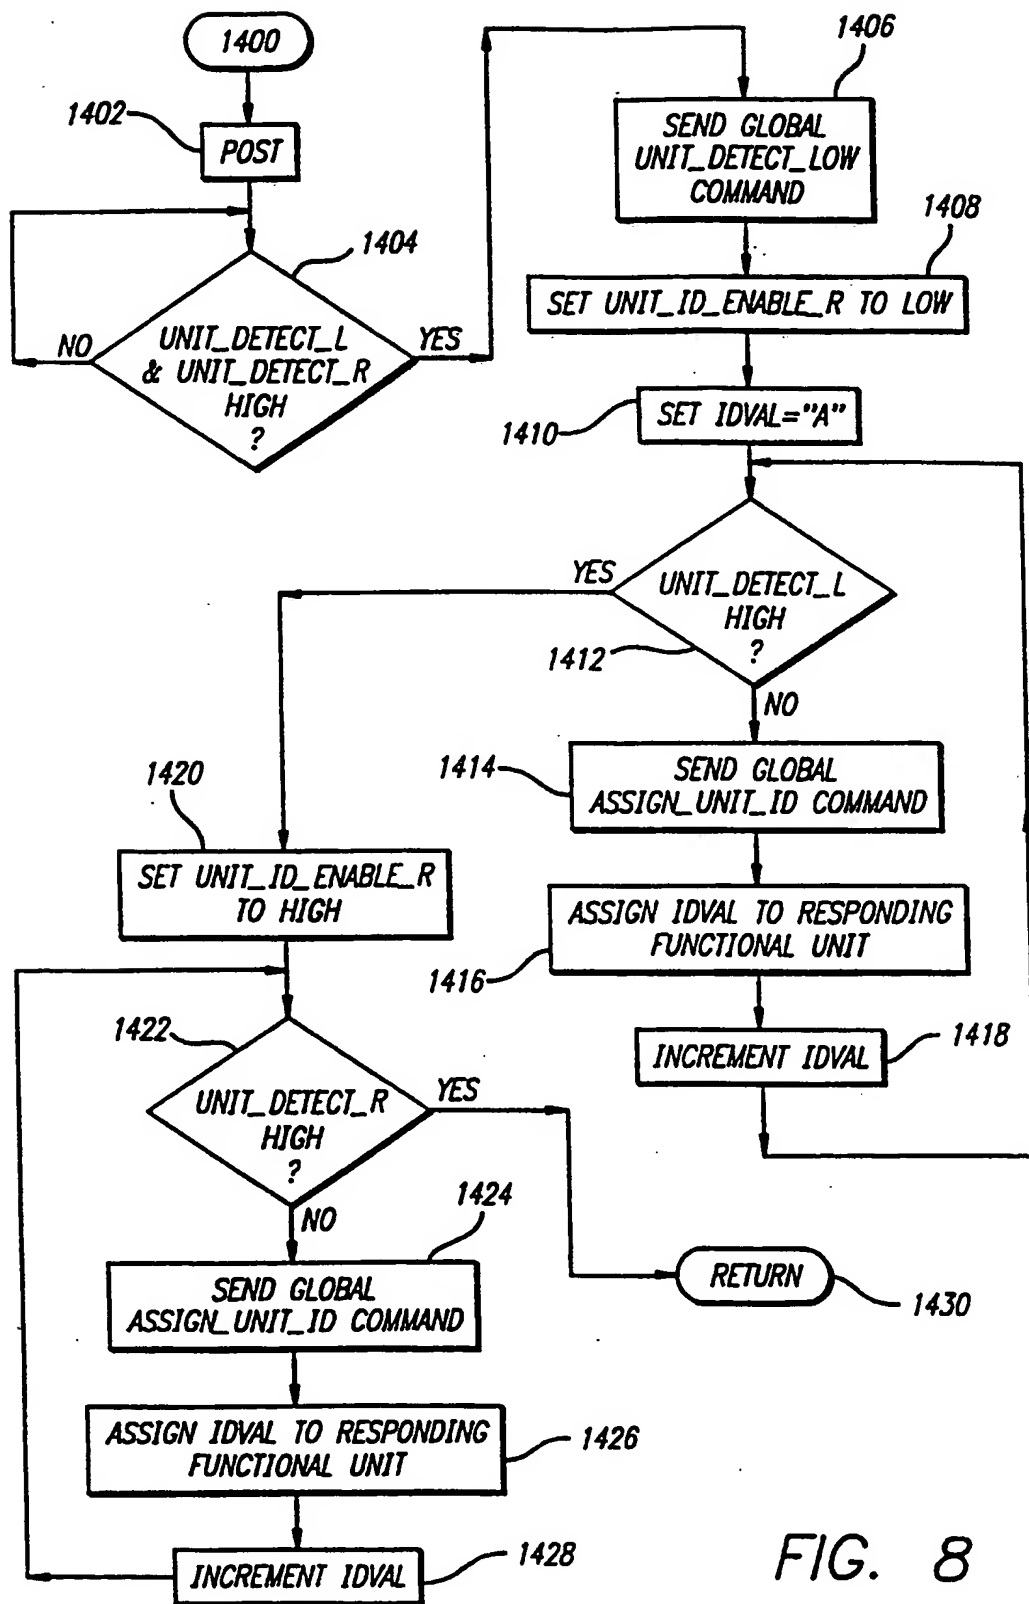 1400
1402
POST
1404
UNIT_DETECT_L
& UNIT_DETECT_R
HIGH
?
NO
YES
1406
SEND GLOBAL
UNIT_DETECT_LOW
COMMAND
1408
SET UNIT_ID_ENABLE_R TO LOW
1410
SET IDVAL="A"
UNIT_DETECT_L
HIGH
?
1412
YES
NO
1414
SEND GLOBAL
ASSIGN_UNIT_ID COMMAND
ASSIGN IDVAL TO RESPONDING
FUNCTIONAL UNIT
1416
INCREMENT IDVAL
1418
1420
SET UNIT_ID_ENABLE_R
TO HIGH
1422
UNIT_DETECT_R
HIGH
?
YES
NO
1424
SEND GLOBAL
ASSIGN_UNIT_ID COMMAND
RETURN
1430
ASSIGN IDVAL TO RESPONDING
FUNCTIONAL UNIT
1426
INCREMENT IDVAL
1428
FIG. 8